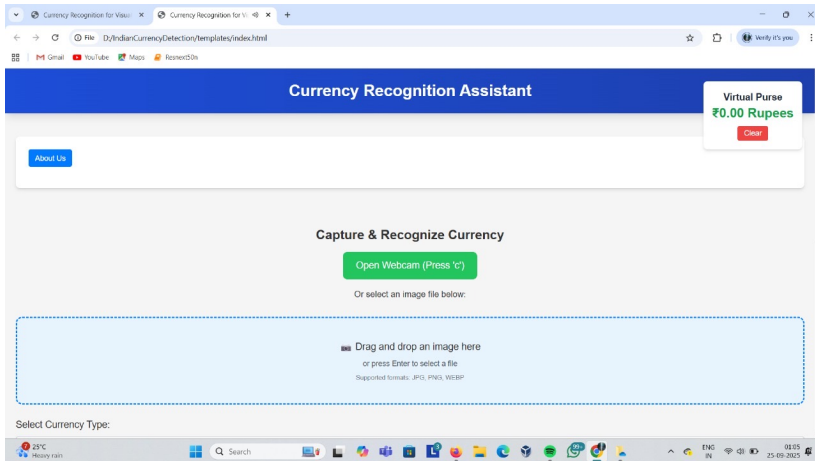 Currency Recognition for Visua
Currency Recognition for Vi
File D:/IndianCurrencyDetection/templates/index.html
Verify it's you
Gmail YouTube Maps Resnext50n
Currency Recognition Assistant
Virtual Purse
₹0.00 Rupees
Clear
About Us
Capture & Recognize Currency
Open Webcam (Press 'c')
Or select an image file below:
Drag and drop an image here
or press Enter to select a file
Supported formats: JPG, PNG, WEBP
Select Currency Type:
25°C
Heavy rain
Search
99+
ENG
IN
01:05
25-09-2025